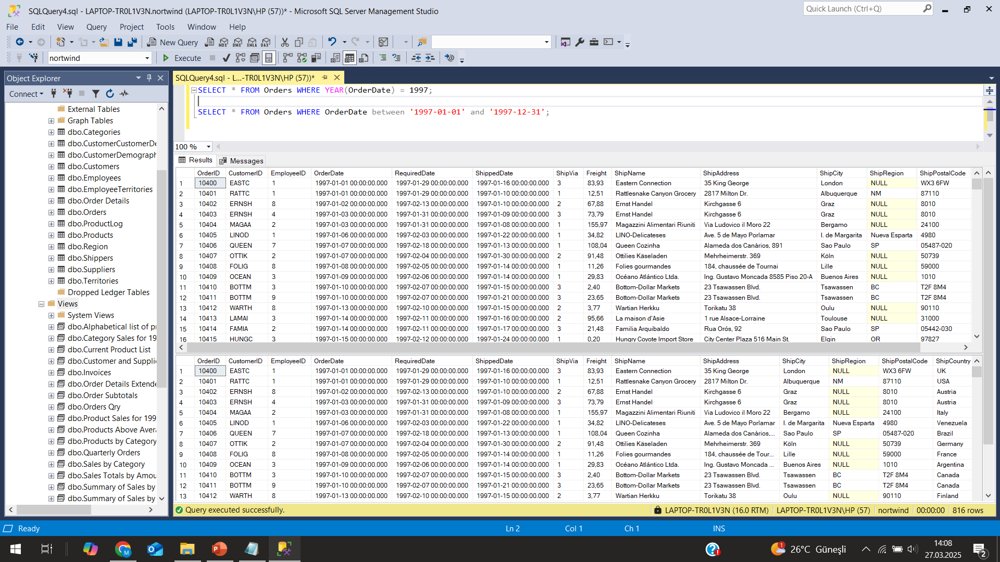 SQLQuery4.sql - LAPTOP-TR0L1V3N.nortwind (LAPTOP-TR0L1V3N\HP (57))* - Microsoft SQL Server Management Studio
Quick Launch (Ctrl+Q)
File Edit View Query Project Tools Window Help
New Query MDX DMX XMLA DAX
nortwind Execute
Object Explorer
Connect
External Tables
Graph Tables
dbo.Categories
dbo.CustomerCustomerDe
dbo.CustomerDemograph
dbo.Customers
dbo.Employees
dbo.EmployeeTerritories
dbo.Order Details
dbo.Orders
dbo.ProductLog
dbo.Products
dbo.Region
dbo.Shippers
dbo.Suppliers
dbo.Territories
Dropped Ledger Tables
Views
System Views
dbo.Alphabetical list of pr
dbo.Category Sales for 19
dbo.Current Product List
dbo.Customer and Supplie
dbo.Invoices
dbo.Order Details Extende
dbo.Order Subtotals
dbo.Orders Qry
dbo.Product Sales for 199
dbo.Products Above Avera
dbo.Products by Category
dbo.Quarterly Orders
dbo.Sales by Category
dbo.Sales Totals by Amou
dbo.Summary of Sales by
dbo.Summary of Sales by
SQLQuery4.sql - L...-TR0L1V3N\HP (57))*
SELECT * FROM Orders WHERE YEAR(OrderDate) = 1997;
SELECT * FROM Orders WHERE OrderDate between '1997-01-01' and '1997-12-31';
100 %
Results Messages
OrderID CustomerID EmployeeID OrderDate RequiredDate ShippedDate ShipVia Freight ShipName ShipAddress ShipCity ShipRegion ShipPostalCode
1 10400 EASTC 1 1997-01-01 00:00:00.000 1997-01-29 00:00:00.000 1997-01-16 00:00:00.000 3 83,93 Eastern Connection 35 King George London NULL WX3 6FW
2 10401 RATTC 1 1997-01-01 00:00:00.000 1997-01-29 00:00:00.000 1997-01-10 00:00:00.000 1 12,51 Rattlesnake Canyon Grocery 2817 Milton Dr. Albuquerque NM 87110
3 10402 ERNSH 8 1997-01-02 00:00:00.000 1997-02-13 00:00:00.000 1997-01-10 00:00:00.000 2 67,88 Ernst Handel Kirchgasse 6 Graz NULL 8010
4 10403 ERNSH 4 1997-01-03 00:00:00.000 1997-01-31 00:00:00.000 1997-01-09 00:00:00.000 3 73,79 Ernst Handel Kirchgasse 6 Graz NULL 8010
5 10404 MAGAA 2 1997-01-03 00:00:00.000 1997-01-31 00:00:00.000 1997-01-08 00:00:00.000 1 155,97 Magazzini Alimentari Riuniti Via Ludovico il Moro 22 Bergamo NULL 24100
6 10405 LINOD 1 1997-01-06 00:00:00.000 1997-02-03 00:00:00.000 1997-01-22 00:00:00.000 1 34,82 LINO-Delicateses Ave. 5 de Mayo Porlamar I. de Margarita Nueva Esparta 4980
7 10406 QUEEN 7 1997-01-07 00:00:00.000 1997-02-18 00:00:00.000 1997-01-13 00:00:00.000 1 108,04 Queen Cozinha Alameda dos Canàrios, 891 Sao Paulo SP 05487-020
8 10407 OTTIK 2 1997-01-07 00:00:00.000 1997-02-04 00:00:00.000 1997-01-30 00:00:00.000 2 91,48 Ottilies Käseladen Mehrheimerstr. 369 Köln NULL 50739
9 10408 FOLIG 8 1997-01-08 00:00:00.000 1997-02-05 00:00:00.000 1997-01-14 00:00:00.000 1 11,26 Folies gourmandes 184, chaussée de Tournai Lille NULL 59000
10 10409 OCEAN 3 1997-01-09 00:00:00.000 1997-02-06 00:00:00.000 1997-01-14 00:00:00.000 1 29,83 Océano Atlántico Ltda. Ing. Gustavo Moncada 8585 Piso 20-A Buenos Aires NULL 1010
11 10410 BOTTM 3 1997-01-10 00:00:00.000 1997-02-07 00:00:00.000 1997-01-15 00:00:00.000 3 2,40 Bottom-Dollar Markets 23 Tsawassen Blvd. Tsawassen BC T2F 8M4
12 10411 BOTTM 9 1997-01-10 00:00:00.000 1997-02-07 00:00:00.000 1997-01-21 00:00:00.000 3 23,65 Bottom-Dollar Markets 23 Tsawassen Blvd. Tsawassen BC T2F 8M4
13 10412 WARTH 8 1997-01-13 00:00:00.000 1997-02-10 00:00:00.000 1997-01-15 00:00:00.000 2 3,77 Wartian Herkku Torikatu 38 Oulu NULL 90110
14 10413 LAMAI 3 1997-01-14 00:00:00.000 1997-02-11 00:00:00.000 1997-01-16 00:00:00.000 2 95,66 La maison d'Asie 1 rue Alsace-Lorraine Toulouse NULL 31000
15 10414 FAMIA 2 1997-01-14 00:00:00.000 1997-02-11 00:00:00.000 1997-01-17 00:00:00.000 3 21,48 Familia Arquibaldo Rua Orós, 92 Sao Paulo SP 05442-030
16 10415 HUNGC 3 1997-01-15 00:00:00.000 1997-02-12 00:00:00.000 1997-01-24 00:00:00.000 1 0,20 Hungry Coyote Import Store City Center Plaza 516 Main St. Elgin OR 97827
OrderID CustomerID EmployeeID OrderDate RequiredDate ShippedDate ShipVia Freight ShipName ShipAddress ShipCity ShipRegion ShipPostalCode ShipCountry
1 10400 EASTC 1 1997-01-01 00:00:00.000 1997-01-29 00:00:00.000 1997-01-16 00:00:00.000 3 83,93 Eastern Connection 35 King George London NULL WX3 6FW UK
2 10401 RATTC 1 1997-01-01 00:00:00.000 1997-01-29 00:00:00.000 1997-01-10 00:00:00.000 1 12,51 Rattlesnake Canyon Grocery 2817 Milton Dr. Albuquerque NM 87110 USA
3 10402 ERNSH 8 1997-01-02 00:00:00.000 1997-02-13 00:00:00.000 1997-01-10 00:00:00.000 2 67,88 Ernst Handel Kirchgasse 6 Graz NULL 8010 Austria
4 10403 ERNSH 4 1997-01-03 00:00:00.000 1997-01-31 00:00:00.000 1997-01-09 00:00:00.000 3 73,79 Ernst Handel Kirchgasse 6 Graz NULL 8010 Austria
5 10404 MAGAA 2 1997-01-03 00:00:00.000 1997-01-31 00:00:00.000 1997-01-08 00:00:00.000 1 155,97 Magazzini Alimentari Riuniti Via Ludovico il Moro 22 Bergamo NULL 24100 Italy
6 10405 LINOD 1 1997-01-06 00:00:00.000 1997-02-03 00:00:00.000 1997-01-22 00:00:00.000 1 34,82 LINO-Delicateses Ave. 5 de Mayo Porlamar I. de Margarita Nueva Esparta 4980 Venezuela
7 10406 QUEEN 7 1997-01-07 00:00:00.000 1997-02-18 00:00:00.000 1997-01-13 00:00:00.000 1 108,04 Queen Cozinha Alameda dos Canàrios,... Sao Paulo SP 05487-020 Brazil
8 10407 OTTIK 2 1997-01-07 00:00:00.000 1997-02-04 00:00:00.000 1997-01-30 00:00:00.000 2 91,48 Ottilies Käseladen Mehrheimerstr. 369 Köln NULL 50739 Germany
9 10408 FOLIG 8 1997-01-08 00:00:00.000 1997-02-05 00:00:00.000 1997-01-14 00:00:00.000 1 11,26 Folies gourmandes 184, chaussée de Tour... Lille NULL 59000 France
10 10409 OCEAN 3 1997-01-09 00:00:00.000 1997-02-06 00:00:00.000 1997-01-14 00:00:00.000 1 29,83 Océano Atlántico Ltda. Ing. Gustavo Moncada ... Buenos Aires NULL 1010 Argentina
11 10410 BOTTM 3 1997-01-10 00:00:00.000 1997-02-07 00:00:00.000 1997-01-15 00:00:00.000 3 2,40 Bottom-Dollar Markets 23 Tsawassen Blvd. Tsawassen BC T2F 8M4 Canada
12 10411 BOTTM 9 1997-01-10 00:00:00.000 1997-02-07 00:00:00.000 1997-01-21 00:00:00.000 3 23,65 Bottom-Dollar Markets 23 Tsawassen Blvd. Tsawassen BC T2F 8M4 Canada
13 10412 WARTH 8 1997-01-13 00:00:00.000 1997-02-10 00:00:00.000 1997-01-15 00:00:00.000 2 3,77 Wartian Herkku Torikatu 38 Oulu NULL 90110 Finland
Query executed successfully. LAPTOP-TR0L1V3N (16.0 RTM) LAPTOP-TR0L1V3N\HP (57) nortwind 00:00:00 816 rows
Ready Ln 2 Col 1 Ch 1 INS
1 26°C Güneşli 14:08
27.03.2025 2